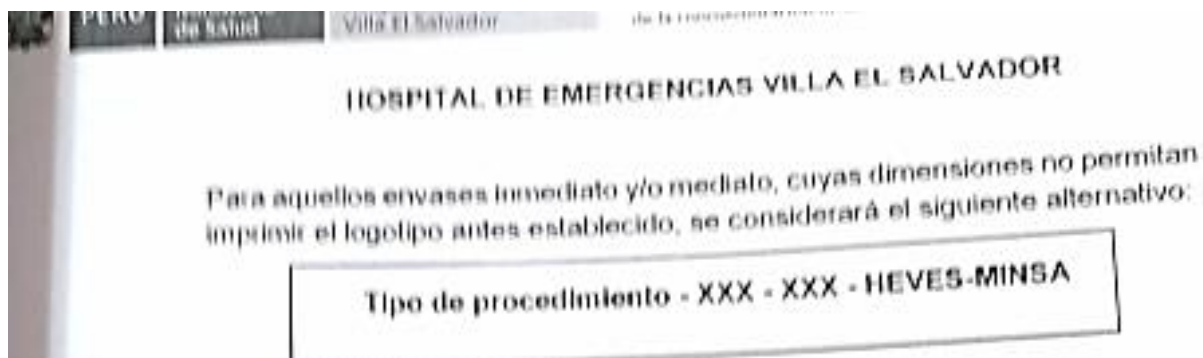 PERÚ
de Salud
Villa El Salvador
HOSPITAL DE EMERGENCIAS VILLA EL SALVADOR
Para aquellos envases inmediato y/o mediato, cuyas dimensiones no permitan
imprimir el logotipo antes establecido, se considerará el siguiente alternativo:
Tipo de procedimiento - XXX - XXX - HEVES-MINSA